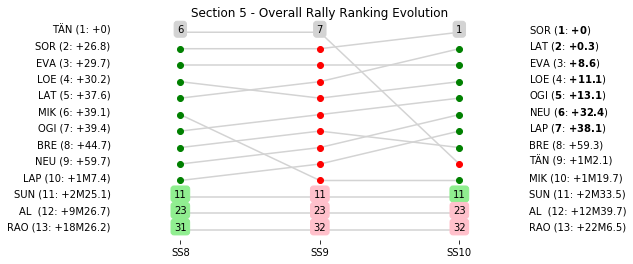 Section 5 - Overall Rally Ranking Evolution
TÄN (1: +0) 6 7 1 SOR (1: +0)
SOR (2: +26.8) LAT (2: +0.3)
EVA (3: +29.7) EVA (3: +8.6)
LOE (4: +30.2) LOE (4: +11.1)
LAT (5: +37.6) OGI (5: +13.1)
MIK (6: +39.1) NEU (6: +32.4)
OGI (7: +39.4) LAP (7: +38.1)
BRE (8: +44.7) BRE (8: +59.3)
NEU (9: +59.7) TÄN (9: +1M2.1)
LAP (10: +1M7.4) MIK (10: +1M19.7)
SUN (11: +2M25.1) 11 11 11 SUN (11: +2M33.5)
AL (12: +9M26.7) 23 23 23 AL (12: +12M39.7)
RAO (13: +18M26.2) 31 32 32 RAO (13: +22M6.5)
SS8 SS9 SS10